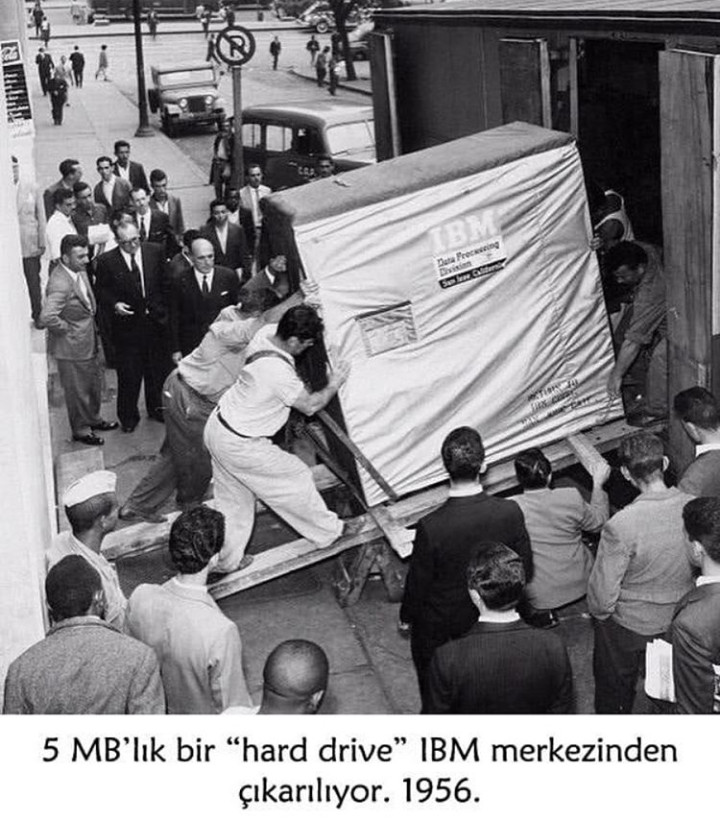 IBM
Data Processing
Division
San Jose California
5 MB’lık bir “hard drive” IBM merkezinden
çıkarılıyor. 1956.